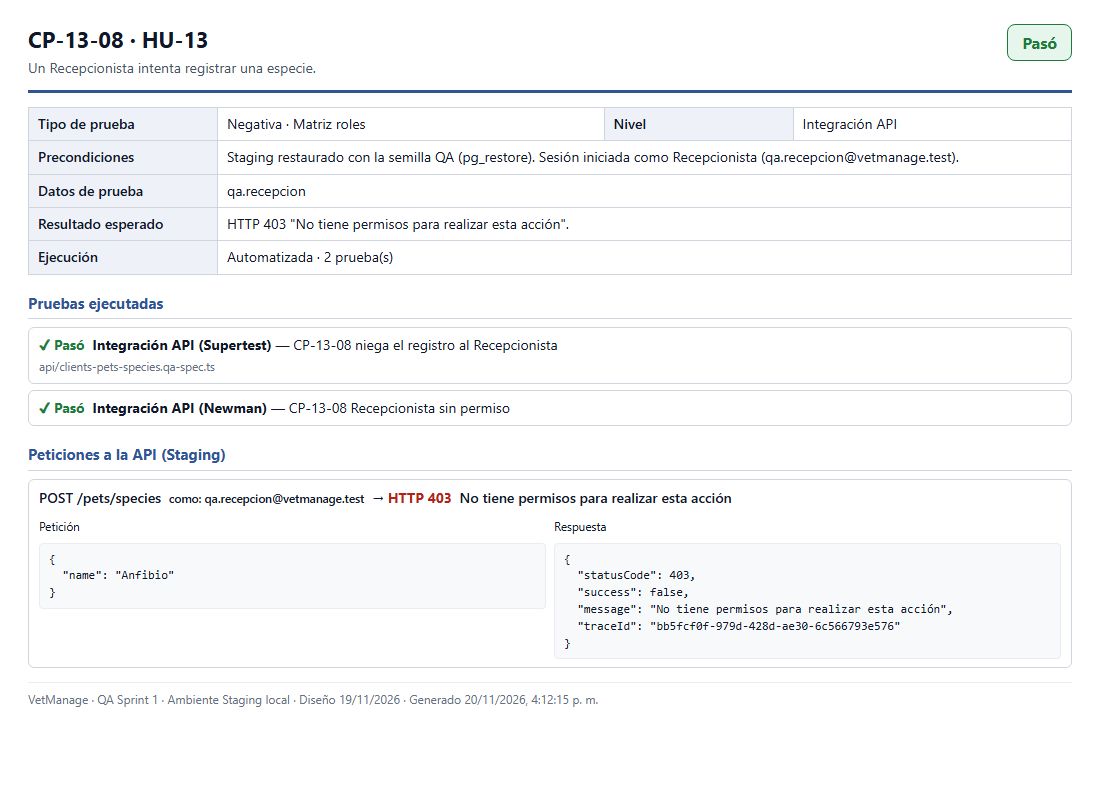 CP-13-08 · HU-13
Pasó
Un Recepcionista intenta registrar una especie.
Tipo de prueba Negativa · Matriz roles Nivel Integración API
Precondiciones Staging restaurado con la semilla QA (pg_restore). Sesión iniciada como Recepcionista (qa.recepcion@vetmanage.test).
Datos de prueba qa.recepcion
Resultado esperado HTTP 403 "No tiene permisos para realizar esta acción".
Ejecución Automatizada · 2 prueba(s)
Pruebas ejecutadas
✓ Pasó Integración API (Supertest) — CP-13-08 niega el registro al Recepcionista
api/clients-pets-species.qa-spec.ts
✓ Pasó Integración API (Newman) — CP-13-08 Recepcionista sin permiso
Peticiones a la API (Staging)
POST /pets/species como: qa.recepcion@vetmanage.test → HTTP 403 No tiene permisos para realizar esta acción
Petición
{
"name": "Anfibio"
}
Respuesta
{
"statusCode": 403,
"success": false,
"message": "No tiene permisos para realizar esta acción",
"traceId": "bb5fcf0f-979d-428d-ae30-6c566793e576"
}
VetManage · QA Sprint 1 · Ambiente Staging local · Diseño 19/11/2026 · Generado 20/11/2026, 4:12:15 p. m.